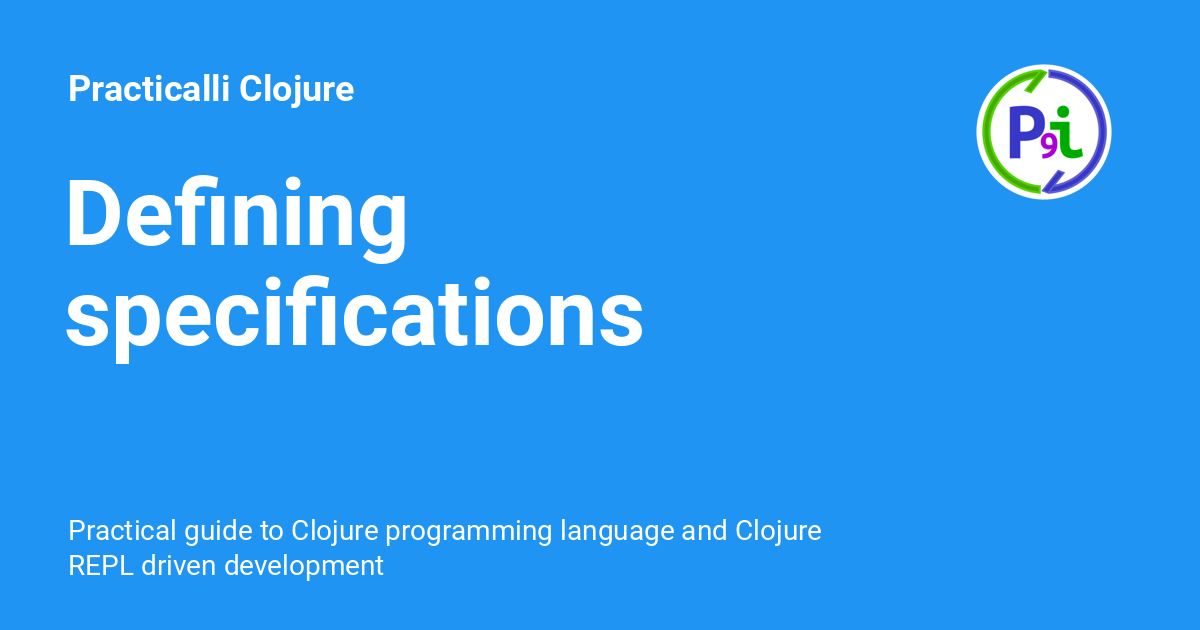 Practicalli Clojure
P9i
Defining
specifications
Practical guide to Clojure programming language and Clojure
REPL driven development